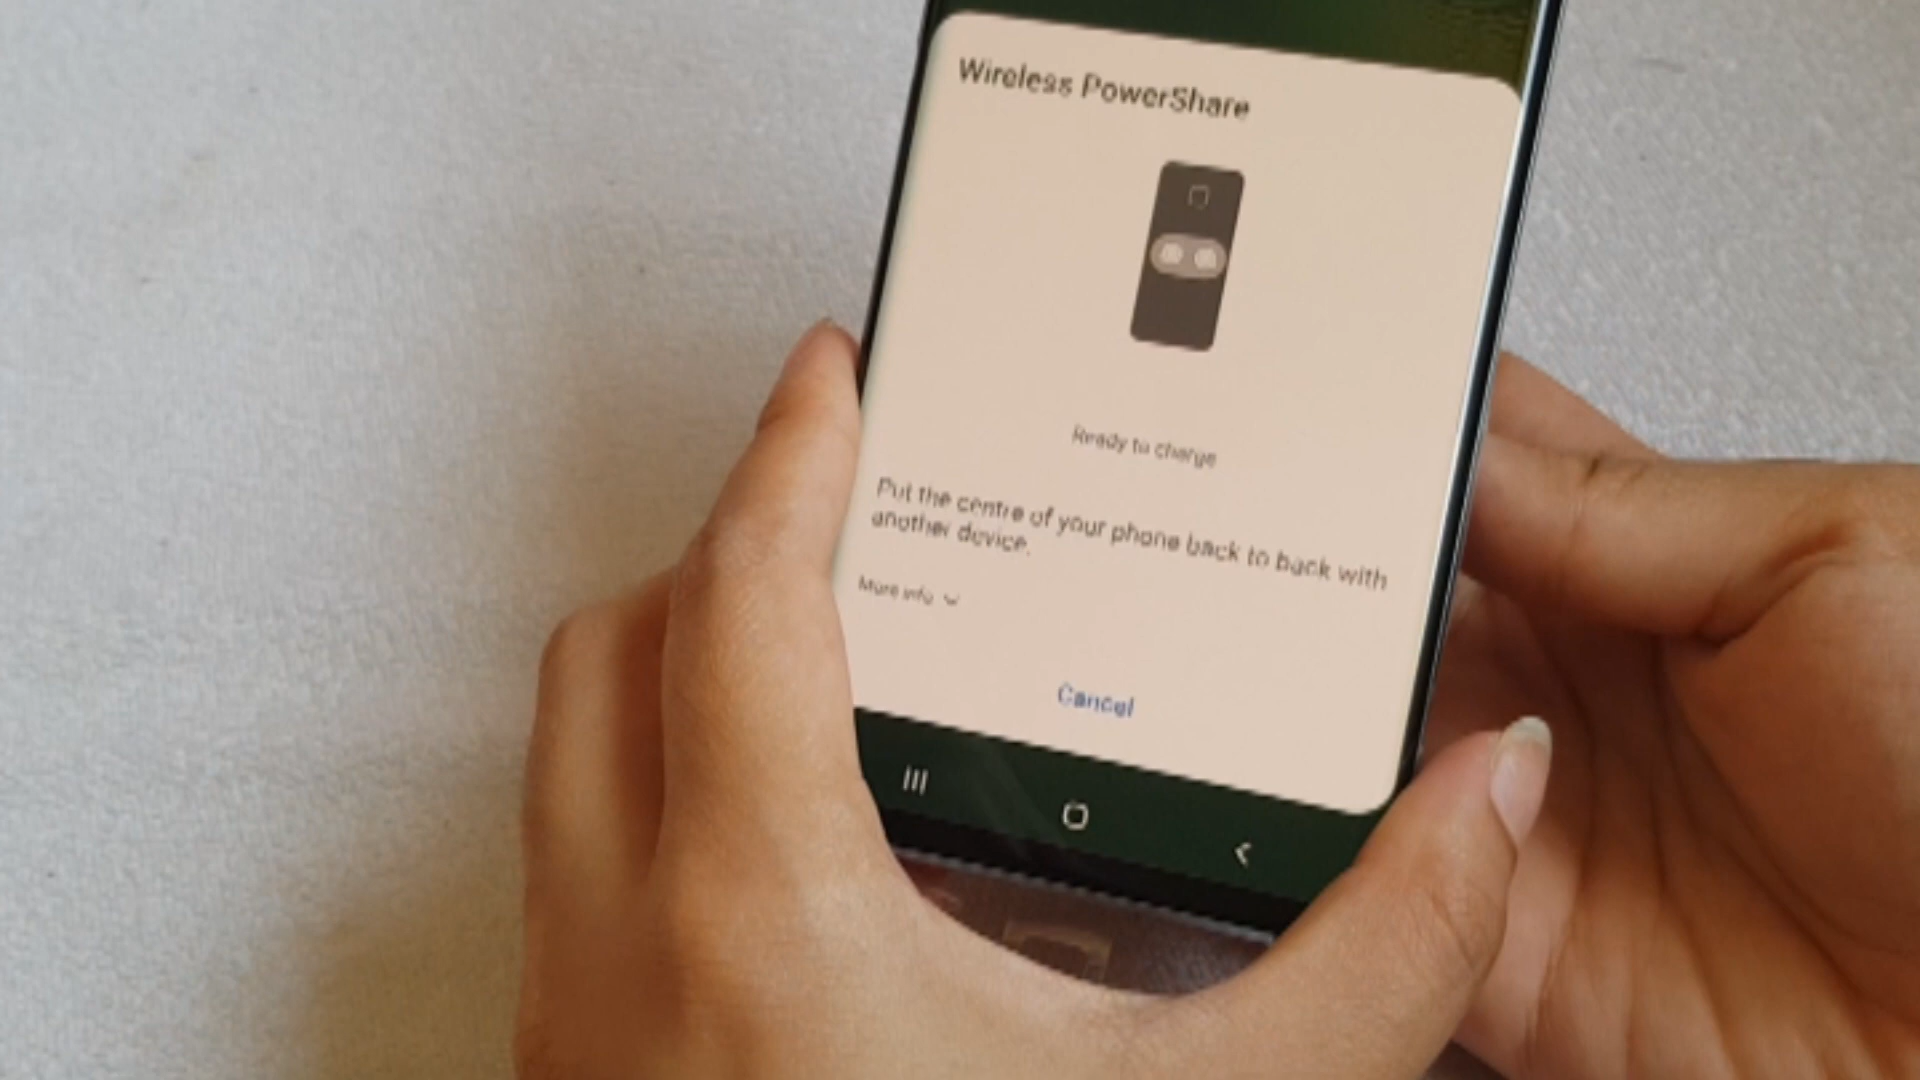 Wireless PowerShare
Ready to charge
Put the centre of your phone back to back with
another device.
More info
Cancel